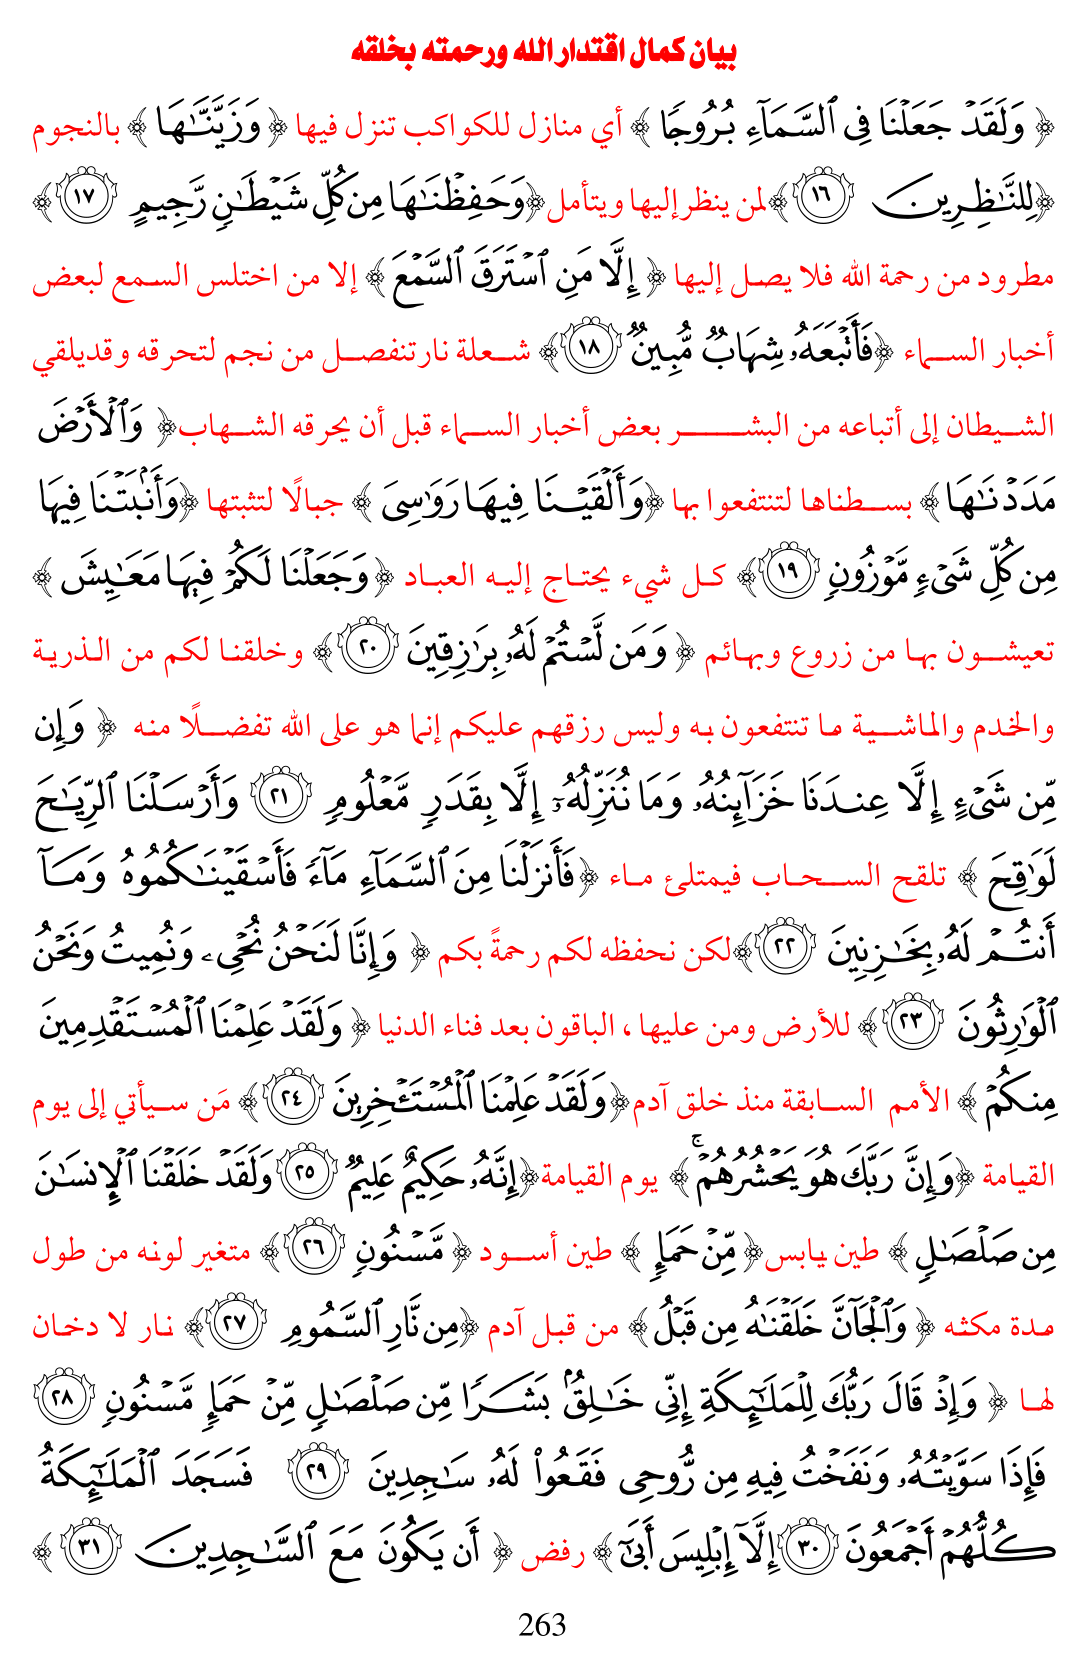 بيان كمال اقتدار الله ورحمته بخلقه
﴿ وَلَقَدْ جَعَلْنَا فِى ٱلسَّمَآءِ بُرُوجًا ﴾ أي منازل للكواكب تنزل فيها ﴿ وَزَيَّنَّٰهَا ﴾ بالنجوم
﴿لِلنَّٰظِرِينَ ١٦﴾لمن ينظر إليها ويتأمل﴿وَحَفِظْنَٰهَا مِن كُلِّ شَيْطَٰنٍ رَّجِيمٍ ١٧﴾
مطرود من رحمة الله فلا يصل إليها ﴿ إِلَّا مَنِ ٱسْتَرَقَ ٱلسَّمْعَ ﴾ إلا من اختلس السمع لبعض
أخبار السماء ﴿فَأَتْبَعَهُۥ شِهَابٌ مُّبِينٌ ١٨﴾ شعلة نار تنفصل من نجم لتحرقه وقد يلقي
الشيطان إلى أتباعه من البشر بعض أخبار السماء قبل أن يحرقه الشهاب﴿ وَٱلْأَرْضَ
مَدَدْنَٰهَا ﴾ بسطناها لتنتفعوا بها ﴿وَأَلْقَيْنَا فِيهَا رَوَٰسِىَ ﴾ جبالًا لتثبتها ﴿وَأَنۢبَتْنَا فِيهَا
مِن كُلِّ شَىْءٍ مَّوْزُونٍ ١٩﴾ كل شيء يحتاج إليه العباد ﴿ وَجَعَلْنَا لَكُمْ فِيهَا مَعَٰيِشَ ﴾
تعيشون بها من زروع وبهائم ﴿ وَمَن لَّسْتُمْ لَهُۥ بِرَٰزِقِينَ ٢٠﴾ وخلقنا لكم من الذرية
والخدم والماشية ما تنتفعون به وليس رزقهم عليكم إنما هو على الله تفضلًا منه ﴿ وَإِن
مِّن شَىْءٍ إِلَّا عِندَنَا خَزَآئِنُهُۥ وَمَا نُنَزِّلُهُۥٓ إِلَّا بِقَدَرٍ مَّعْلُومٍ ٢١ وَأَرْسَلْنَا ٱلرِّيَٰحَ
لَوَٰقِحَ ﴾ تلقح السحاب فيمتلئ ماء ﴿فَأَنزَلْنَا مِنَ ٱلسَّمَآءِ مَآءً فَأَسْقَيْنَٰكُمُوهُ وَمَآ
أَنتُمْ لَهُۥ بِخَٰزِنِينَ ٢٢﴾لكن نحفظه لكم رحمةً بكم ﴿ وَإِنَّا لَنَحْنُ نُحْىِۦ وَنُمِيتُ وَنَحْنُ
ٱلْوَٰرِثُونَ ٢٣﴾ للأرض ومن عليها ، الباقون بعد فناء الدنيا ﴿ وَلَقَدْ عَلِمْنَا ٱلْمُسْتَقْدِمِينَ
مِنكُمْ ﴾ الأمم السابقة منذ خلق آدم﴿وَلَقَدْ عَلِمْنَا ٱلْمُسْتَـْٔخِرِينَ ٢٤﴾ مَن سيأتي إلى يوم
القيامة ﴿وَإِنَّ رَبَّكَ هُوَ يَحْشُرُهُمْ ۚ﴾ يوم القيامة﴿إِنَّهُۥ حَكِيمٌ عَلِيمٌ ٢٥ وَلَقَدْ خَلَقْنَا ٱلْإِنسَٰنَ
مِن صَلْصَٰلٍ ﴾ طين يابس﴿ مِّنْ حَمَإٍ ﴾ طين أسود ﴿ مَّسْنُونٍ ٢٦﴾ متغير لونه من طول
مدة مكثه ﴿ وَٱلْجَآنَّ خَلَقْنَٰهُ مِن قَبْلُ﴾ من قبل آدم ﴿مِن نَّارِ ٱلسَّمُومِ ٢٧﴾ نار لا دخان
لها ﴿ وَإِذْ قَالَ رَبُّكَ لِلْمَلَٰٓئِكَةِ إِنِّى خَٰلِقٌۢ بَشَرًا مِّن صَلْصَٰلٍ مِّنْ حَمَإٍ مَّسْنُونٍ ٢٨
فَإِذَا سَوَّيْتُهُۥ وَنَفَخْتُ فِيهِ مِن رُّوحِى فَقَعُوا۟ لَهُۥ سَٰجِدِينَ ٢٩ فَسَجَدَ ٱلْمَلَٰٓئِكَةُ
كُلُّهُمْ أَجْمَعُونَ ٣٠ إِلَّآ إِبْلِيسَ أَبَىٰٓ ﴾ رفض ﴿ أَن يَكُونَ مَعَ ٱلسَّٰجِدِينَ ٣١ ﴾
263